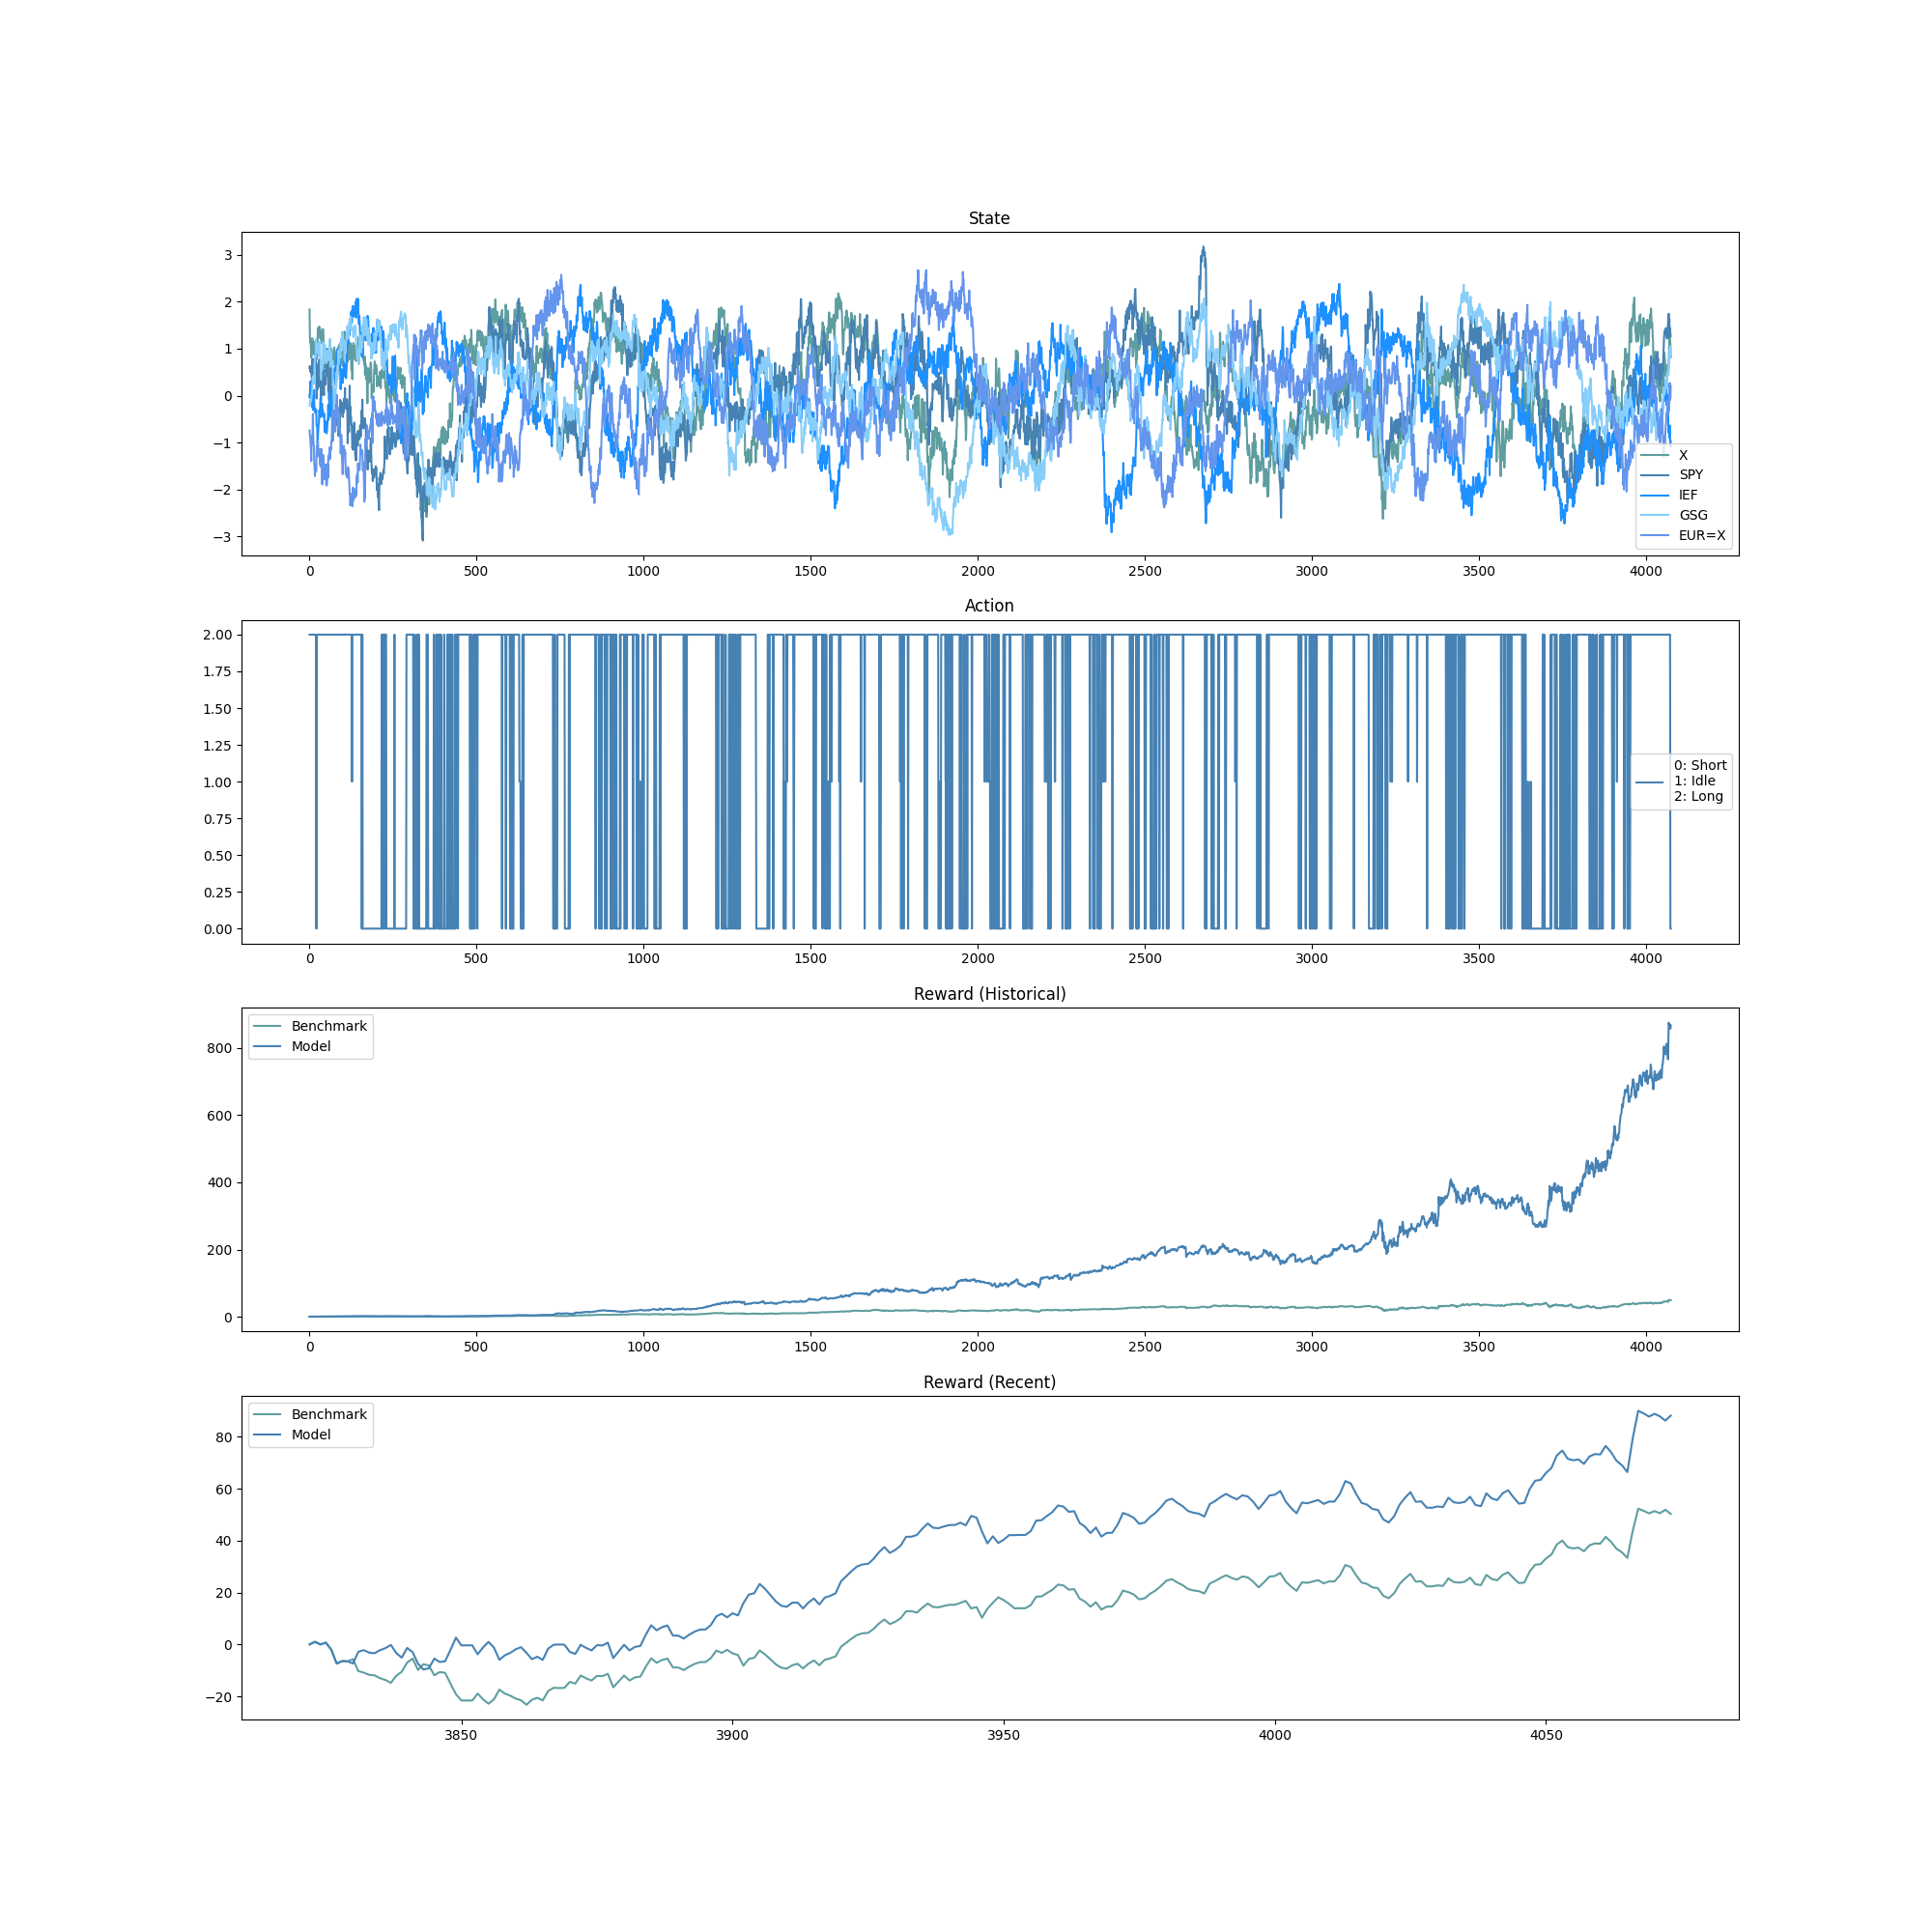 State
3
2
1
0
−1
−2
−3
X
SPY
IEF
GSG
EUR=X
0 500 1000 1500 2000 2500 3000 3500 4000
Action
2.00
1.75
1.50
1.25
1.00
0.75
0.50
0.25
0.00
0: Short
1: Idle
2: Long
0 500 1000 1500 2000 2500 3000 3500 4000
Reward (Historical)
Benchmark
Model
800
600
400
200
0
0 500 1000 1500 2000 2500 3000 3500 4000
Reward (Recent)
Benchmark
Model
80
60
40
20
0
−20
3850 3900 3950 4000 4050